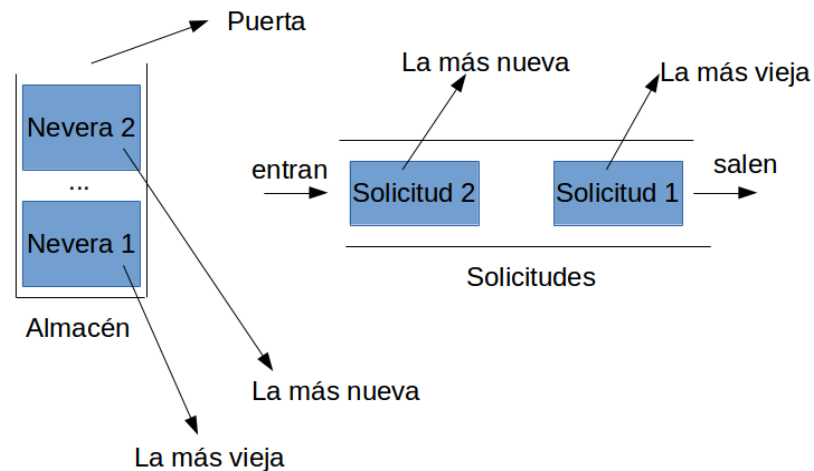 Puerta
Nevera 2
...
Nevera 1
Almacén
La más nueva
La más vieja
La más nueva
La más vieja
entran
Solicitud 2
Solicitud 1
salen
Solicitudes